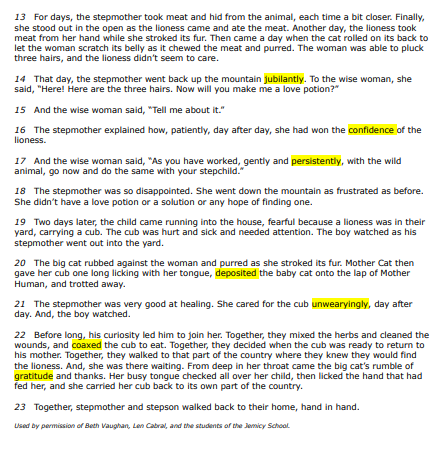 13 For days, the stepmother took meat and hid from the animal, each time a bit closer. Finally,
she stood out in the open as the lioness came and ate the meat. Another day, the lioness took
meat from her hand while she stroked its fur. Then came a day when the cat rolled on its back to
let the woman scratch its belly as it chewed the meat and purred. The woman was able to pluck
three hairs, and the lioness didn't seem to care.
14 That day, the stepmother went back up the mountain jubilantly. To the wise woman, she
said, "Here! Here are the three hairs. Now will you make me a love potion?"
15 And the wise woman said, "Tell me about it."
16 The stepmother explained how, patiently, day after day, she had won the confidence of the
lioness.
17 And the wise woman said, "As you have worked, gently and persistently, with the wild
animal, go now and do the same with your stepchild."
18 The stepmother was so disappointed. She went down the mountain as frustrated as before.
She didn't have a love potion or a solution or any hope of finding one.
19 Two days later, the child came running into the house, fearful because a lioness was in their
yard, carrying a cub. The cub was hurt and sick and needed attention. The boy watched as his
stepmother went out into the yard.
20 The big cat rubbed against the woman and purred as she stroked its fur. Mother Cat then
gave her cub one long licking with her tongue, deposited the baby cat onto the lap of Mother
Human, and trotted away.
21 The stepmother was very good at healing. She cared for the cub unwearyingly, day after
day. And, the boy watched.
22 Before long, his curiosity led him to join her. Together, they mixed the herbs and cleaned the
wounds, and coaxed the cub to eat. Together, they decided when the cub was ready to return to
his mother. Together, they walked to that part of the country where they knew they would find
the lioness. And, she was there waiting. From deep in her throat came the big cat's rumble of
gratitude and thanks. Her busy tongue checked all over her child, then licked the hand that had
fed her, and she carried her cub back to its own part of the country.
23 Together, stepmother and stepson walked back to their home, hand in hand.
Used by permission of Beth Vaughan, Len Cabral, and the students of the Jemicy School.